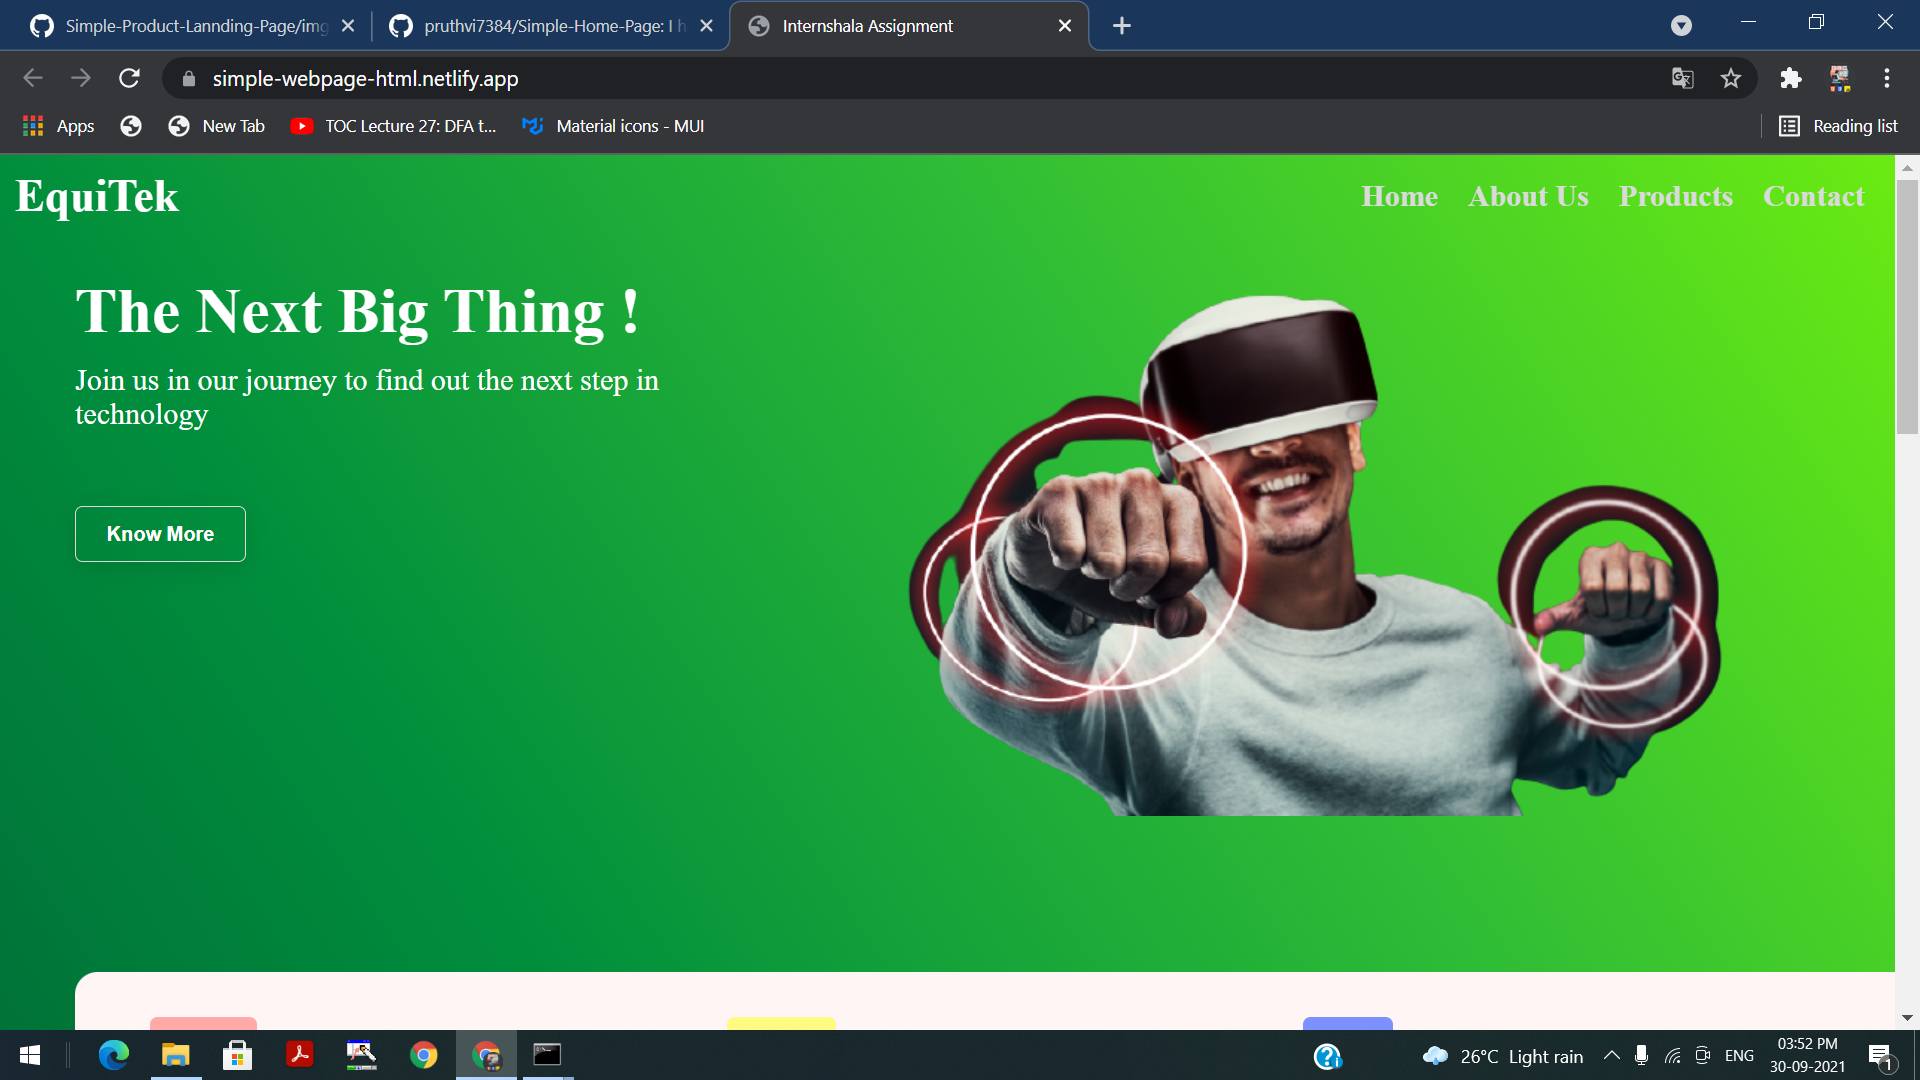 Simple-Product-Lannding-Page/img
pruthvi7384/Simple-Home-Page: I h
Internshala Assignment
simple-webpage-html.netlify.app
Apps
New Tab
TOC Lecture 27: DFA t...
Material icons - MUI
Reading list
EquiTek
Home
About Us
Products
Contact
The Next Big Thing !
Join us in our journey to find out the next step in
technology
Know More
26°C Light rain
ENG
03:52 PM
30-09-2021
1